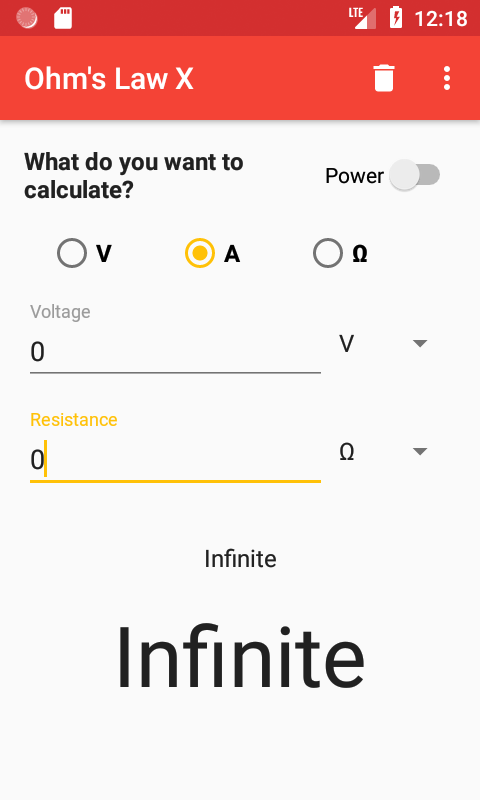 LTE 12:18
Ohm's Law X
What do you want to
calculate?
Power
V A Ω
Voltage
0 V
Resistance
0 Ω
Infinite
Infinite